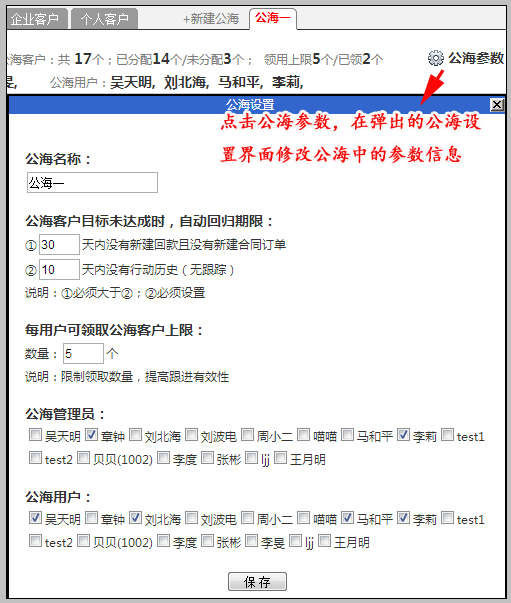 企业客户 个人客户 +新建公海 公海一
公海客户：共 17个；已分配14个/未分配3个； 领用上限5个/已领2个 公海参数
旻, 公海用户：吴天明, 刘北海, 马和平, 李莉,
公海设置
点击公海参数，在弹出的公海设
置界面修改公海中的参数信息
公海名称：
公海一
公海客户目标未达成时，自动回归期限：
① 30 天内没有新建回款且没有新建合同订单
② 10 天内没有行动历史（无跟踪）
说明：①必须大于②；②必须设置
每用户可领取公海客户上限：
数量： 5 个
说明：限制领取数量，提高跟进有效性
公海管理员：
吴天明 章钟 刘北海 刘波电 周小二 喵喵 马和平 李莉 test1
test2 贝贝(1002) 李度 张彬 ljj 王月明
公海用户：
吴天明 章钟 刘北海 刘波电 周小二 喵喵 马和平 李莉 test1
test2 贝贝(1002) 李度 张彬 李旻 ljj 王月明
保 存